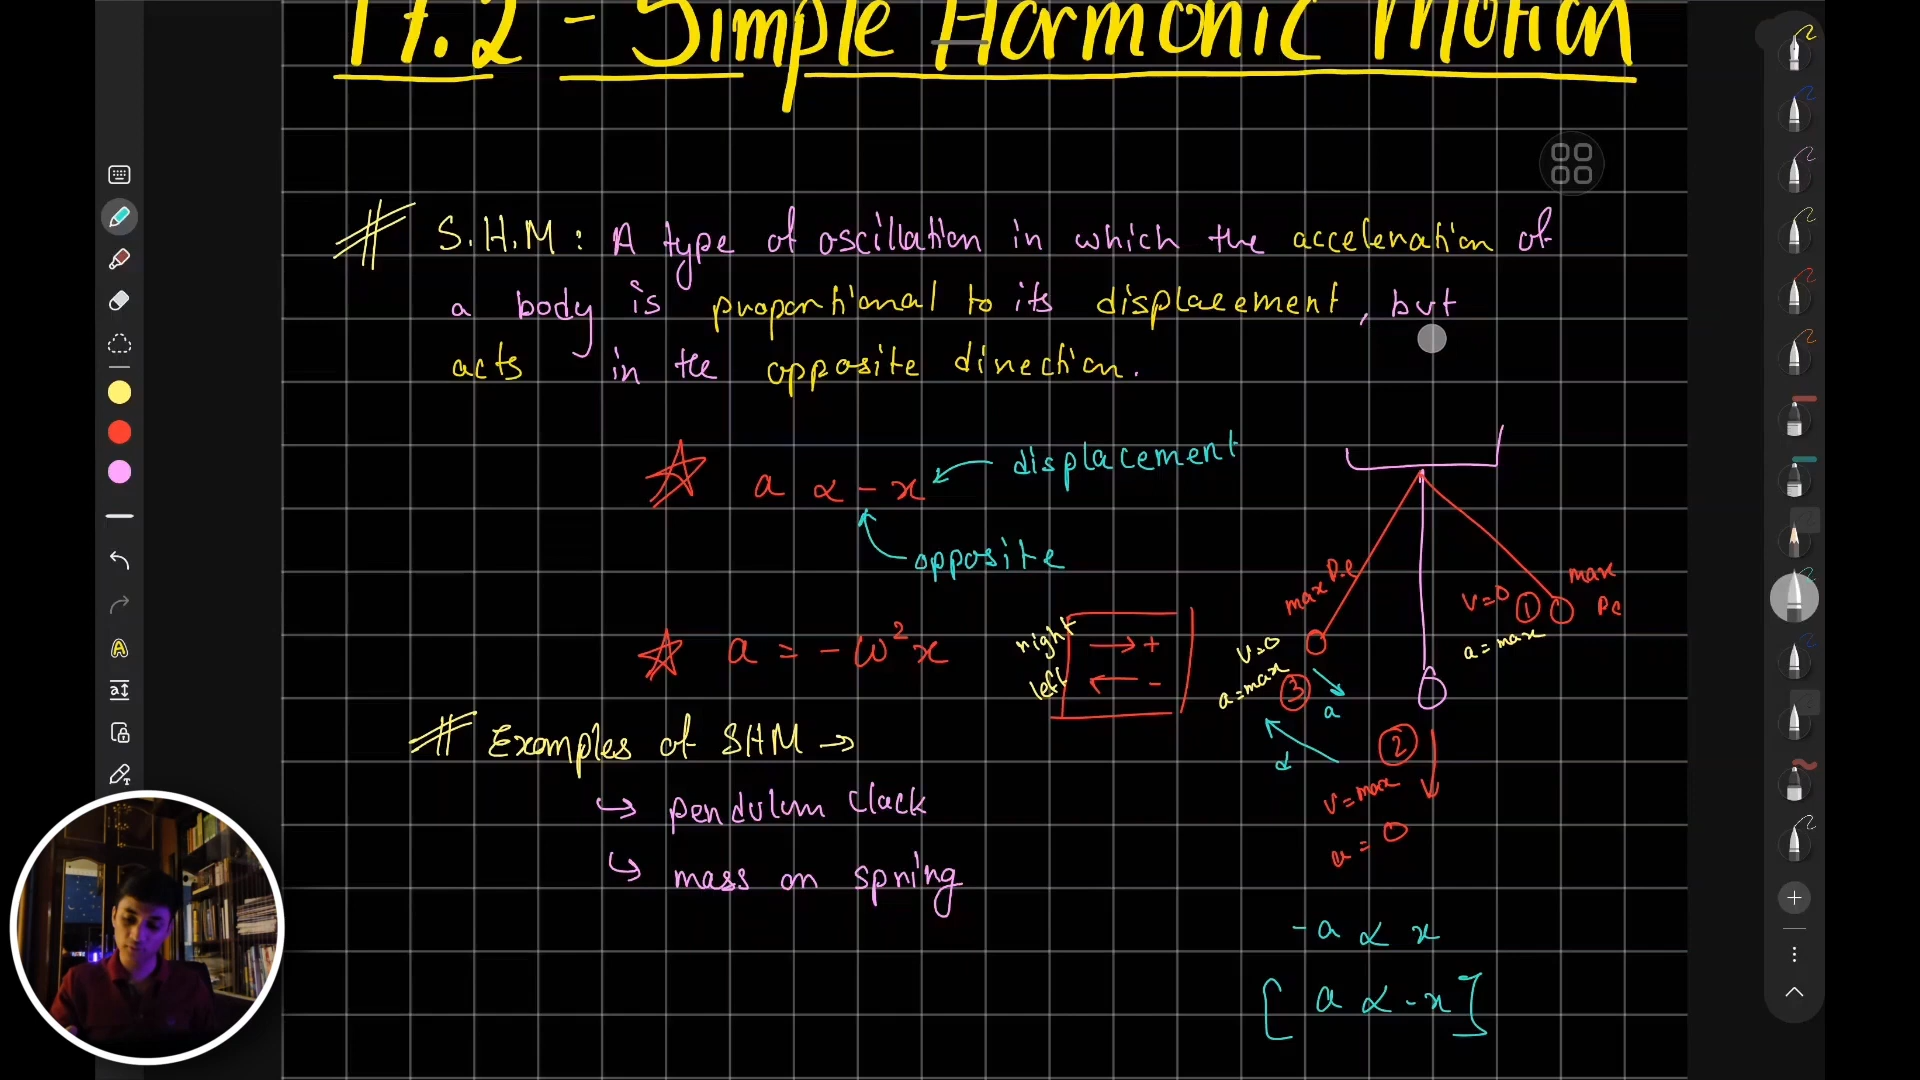 17.2 - Simple Harmonic Motion
S.H.M : A type of oscillation in which the acceleration of
a body is proportional to its displacement, but
acts in the opposite direction.
a ∝ - x
displacement
opposite
a = - ω² x
right → +
left ← -
Examples of SHM →
↪ pendulum clock
↪ mass on spring
max P.e
v=0
a=max
③
a
d
v=0 ①
max
Pe
a=max
②
v=max
a = 0
- a ∝ x
[ a ∝ - x ]